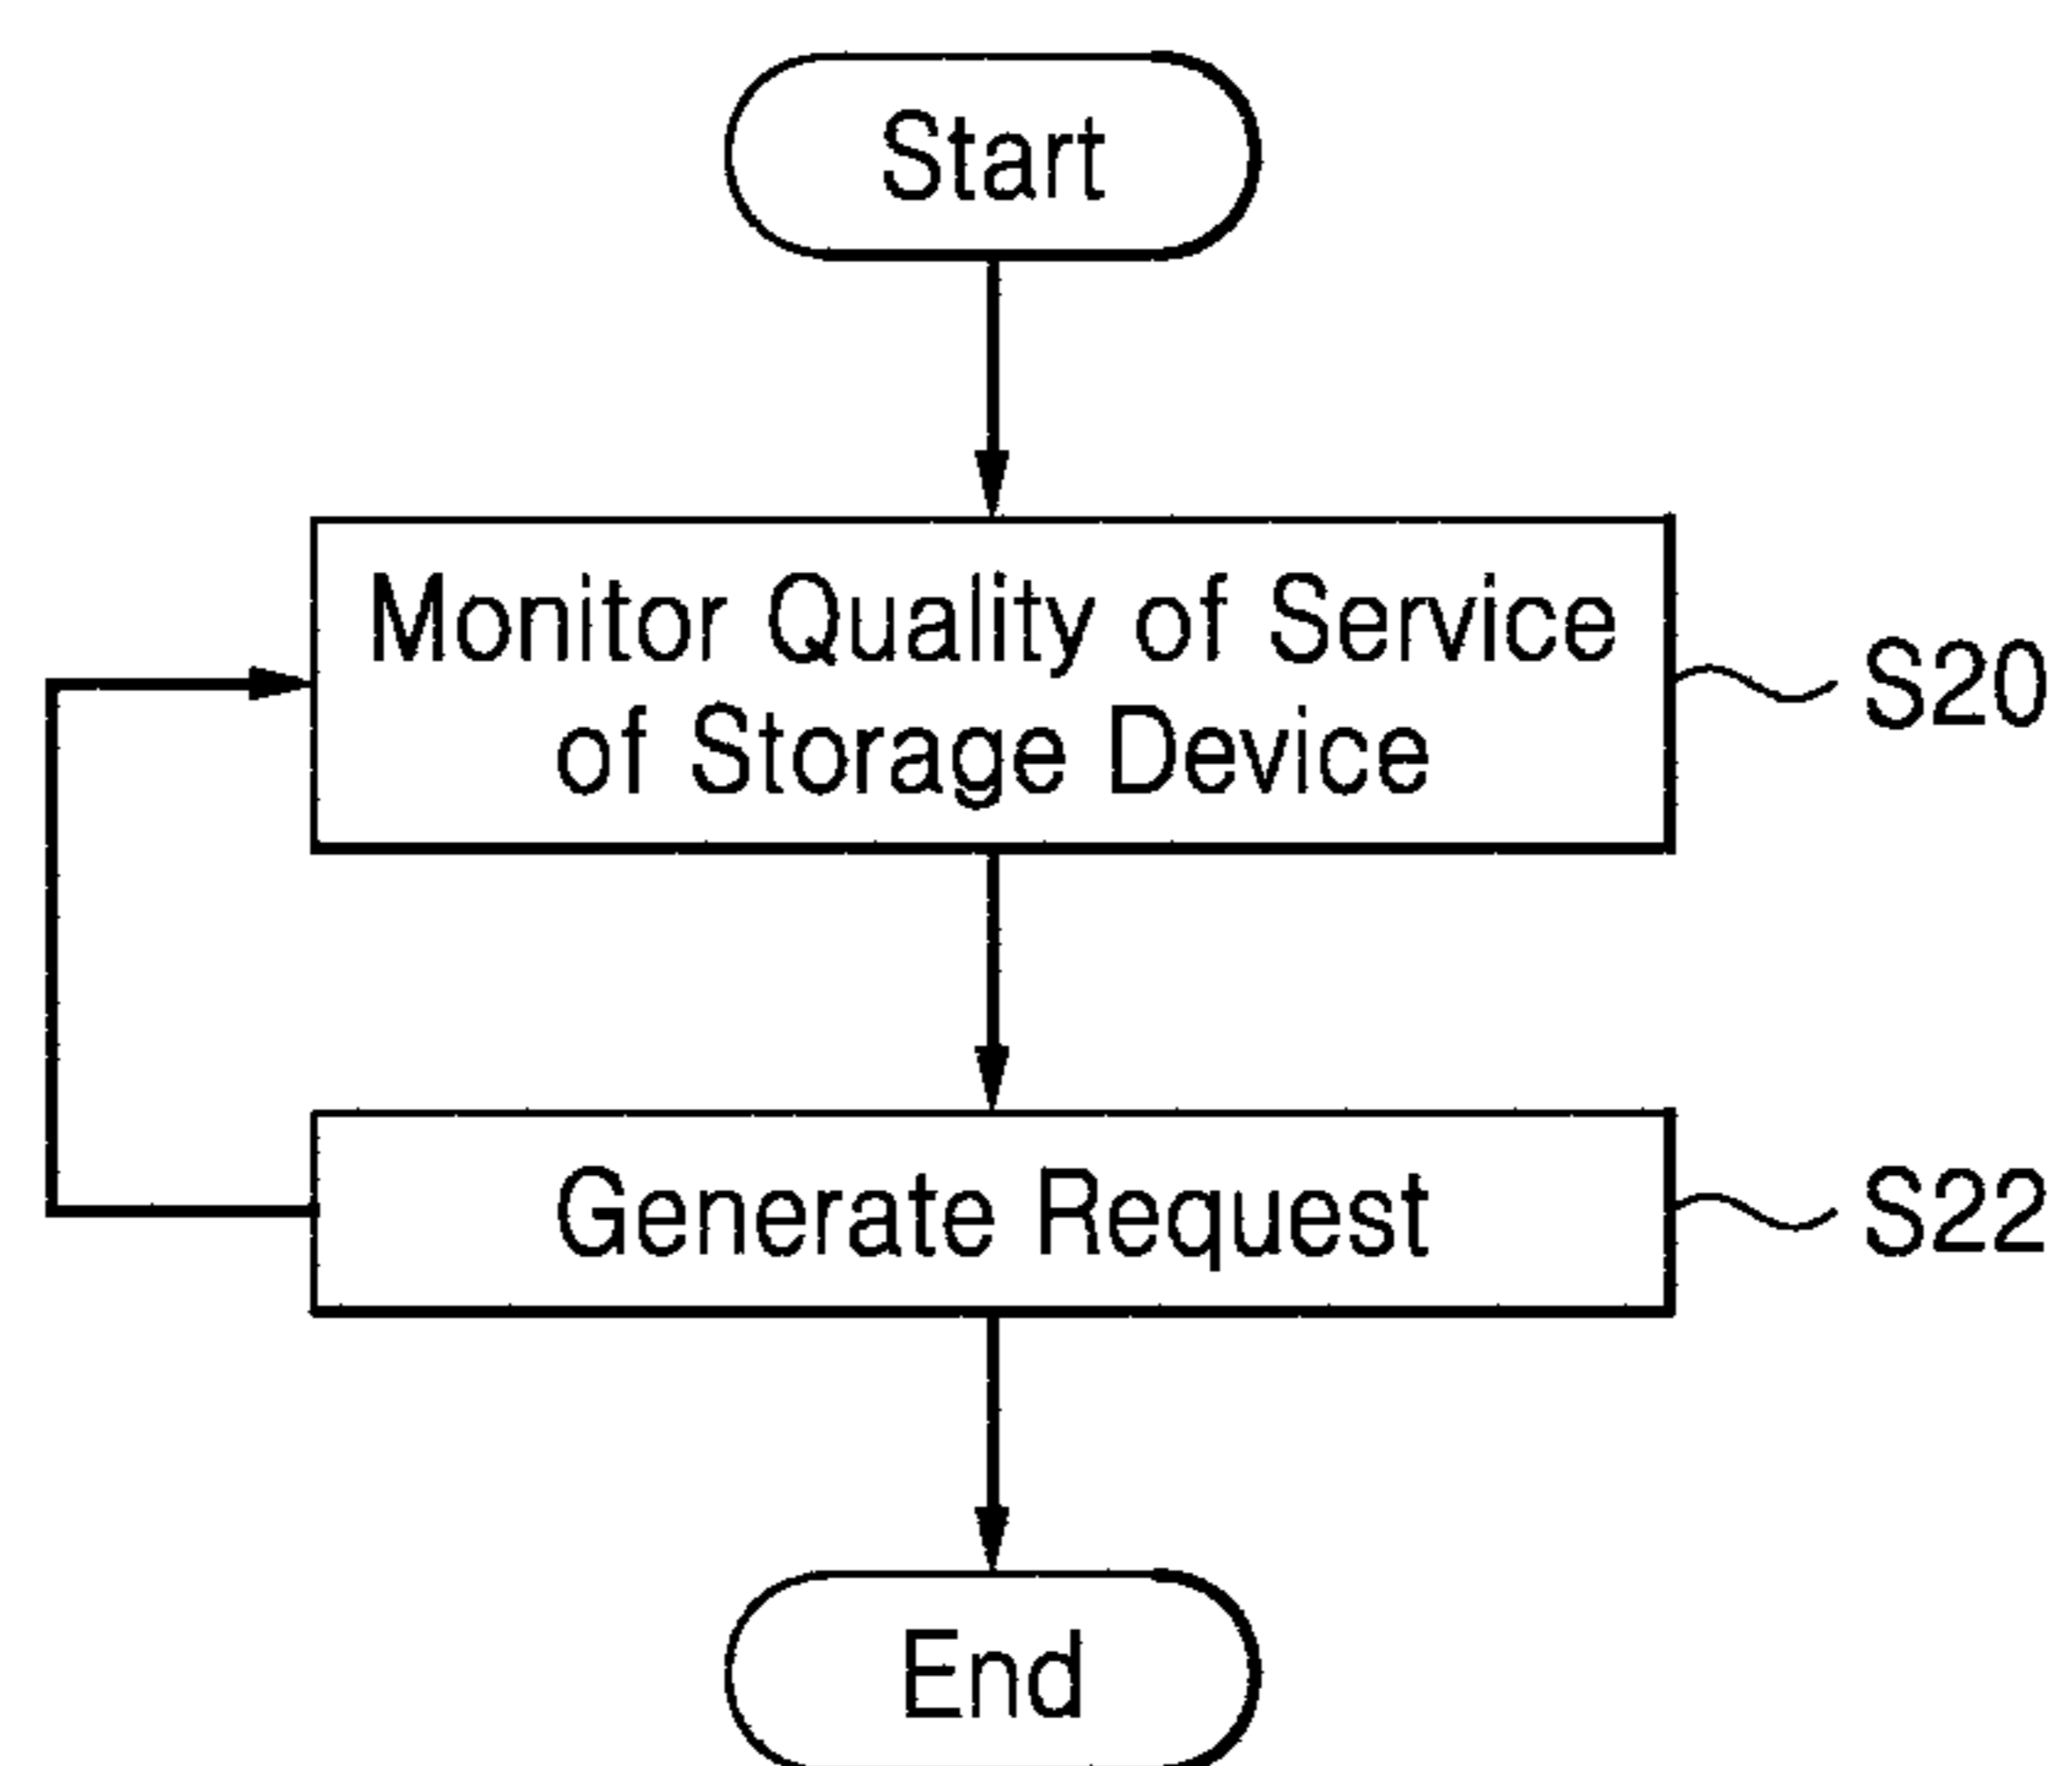 Start
Monitor Quality of Service
of Storage Device
S20
Generate Request
S22
End